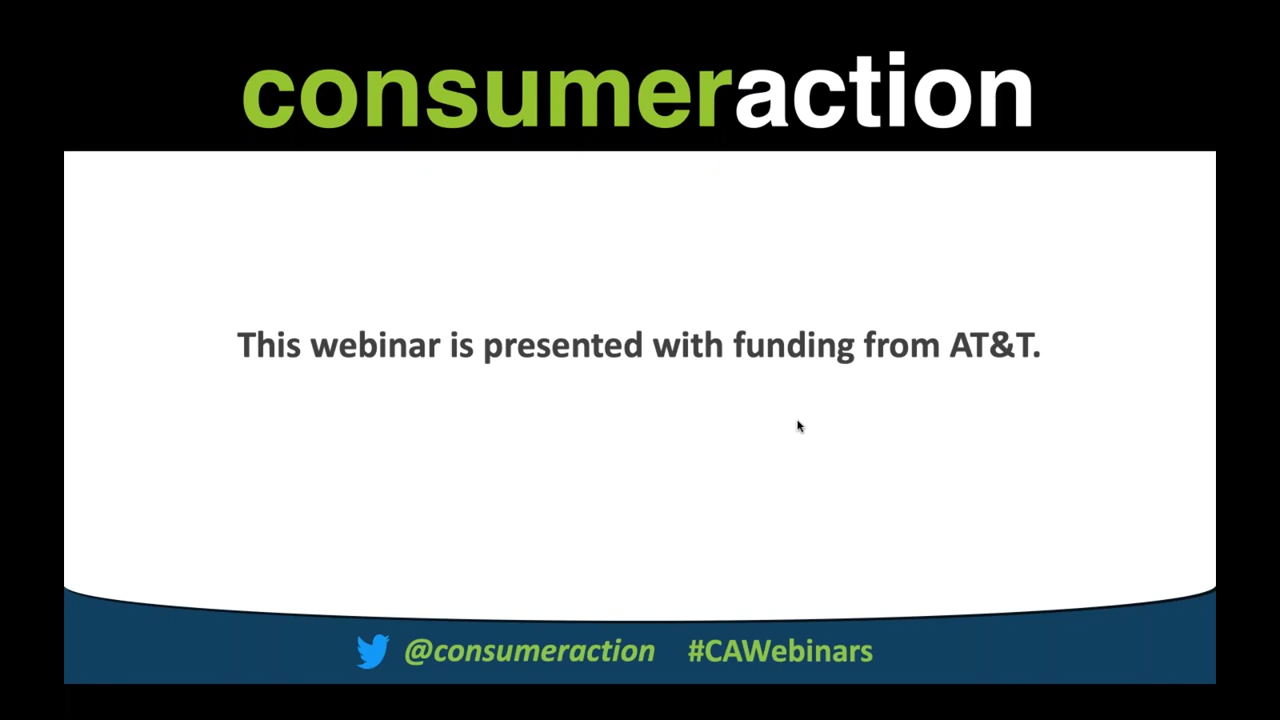 consumeraction
This webinar is presented with funding from AT&T.
@consumeraction #CAWebinars